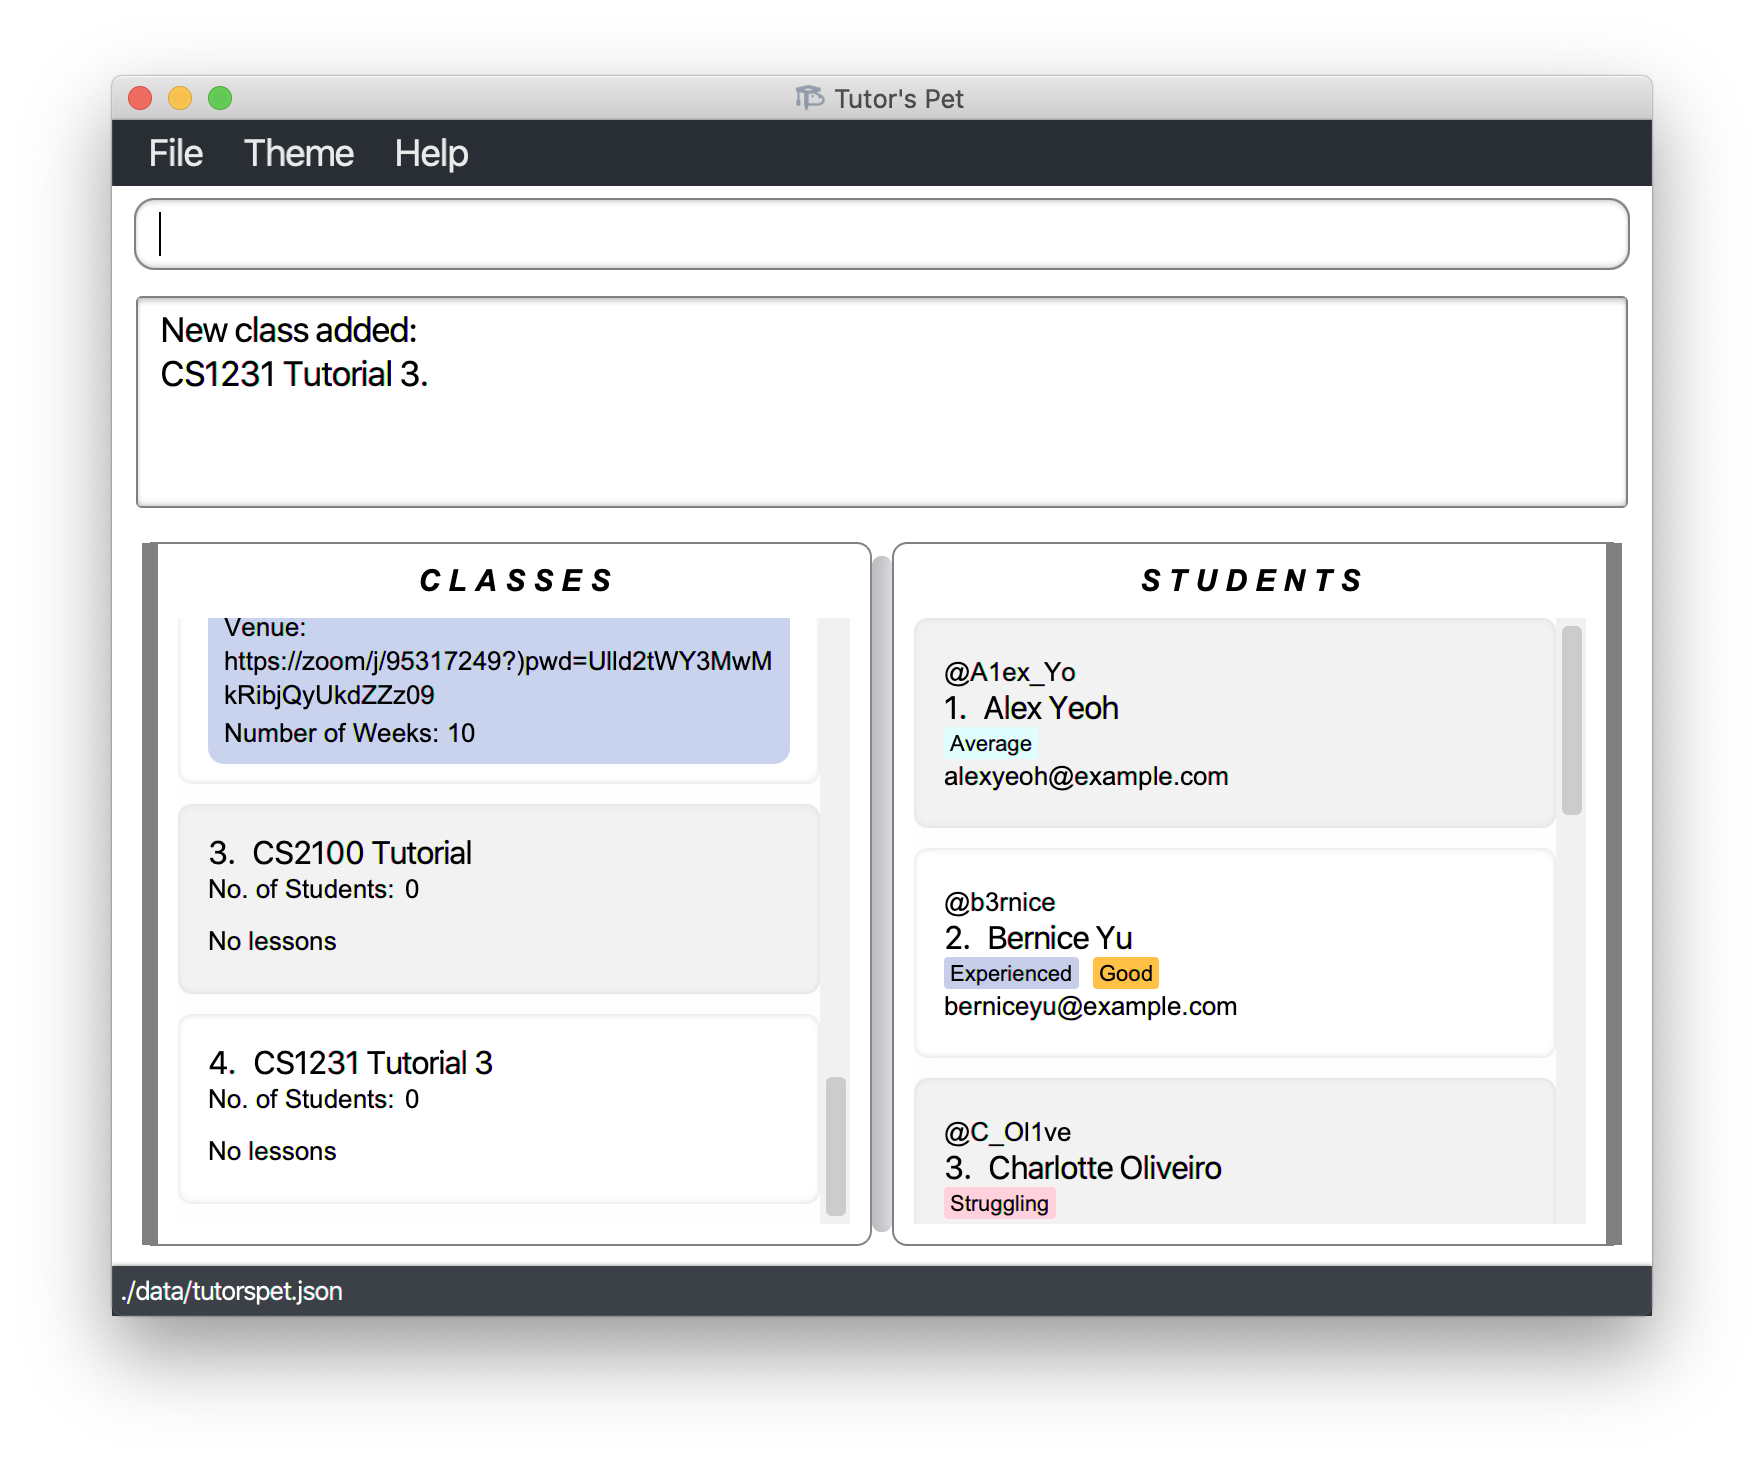 Tutor's Pet
File Theme Help
New class added:
CS1231 Tutorial 3.
CLASSES
Venue:
https://zoom/j/95317249?)pwd=UlId2tWY3MwM
kRibjQyUkdZZz09
Number of Weeks: 10
3. CS2100 Tutorial
No. of Students: 0
No lessons
4. CS1231 Tutorial 3
No. of Students: 0
No lessons
STUDENTS
@A1ex_Yo
1. Alex Yeoh
Average
alexyeoh@example.com
@b3rnice
2. Bernice Yu
Experienced Good
berniceyu@example.com
@C_Ol1ve
3. Charlotte Oliveiro
Struggling
./data/tutorspet.json